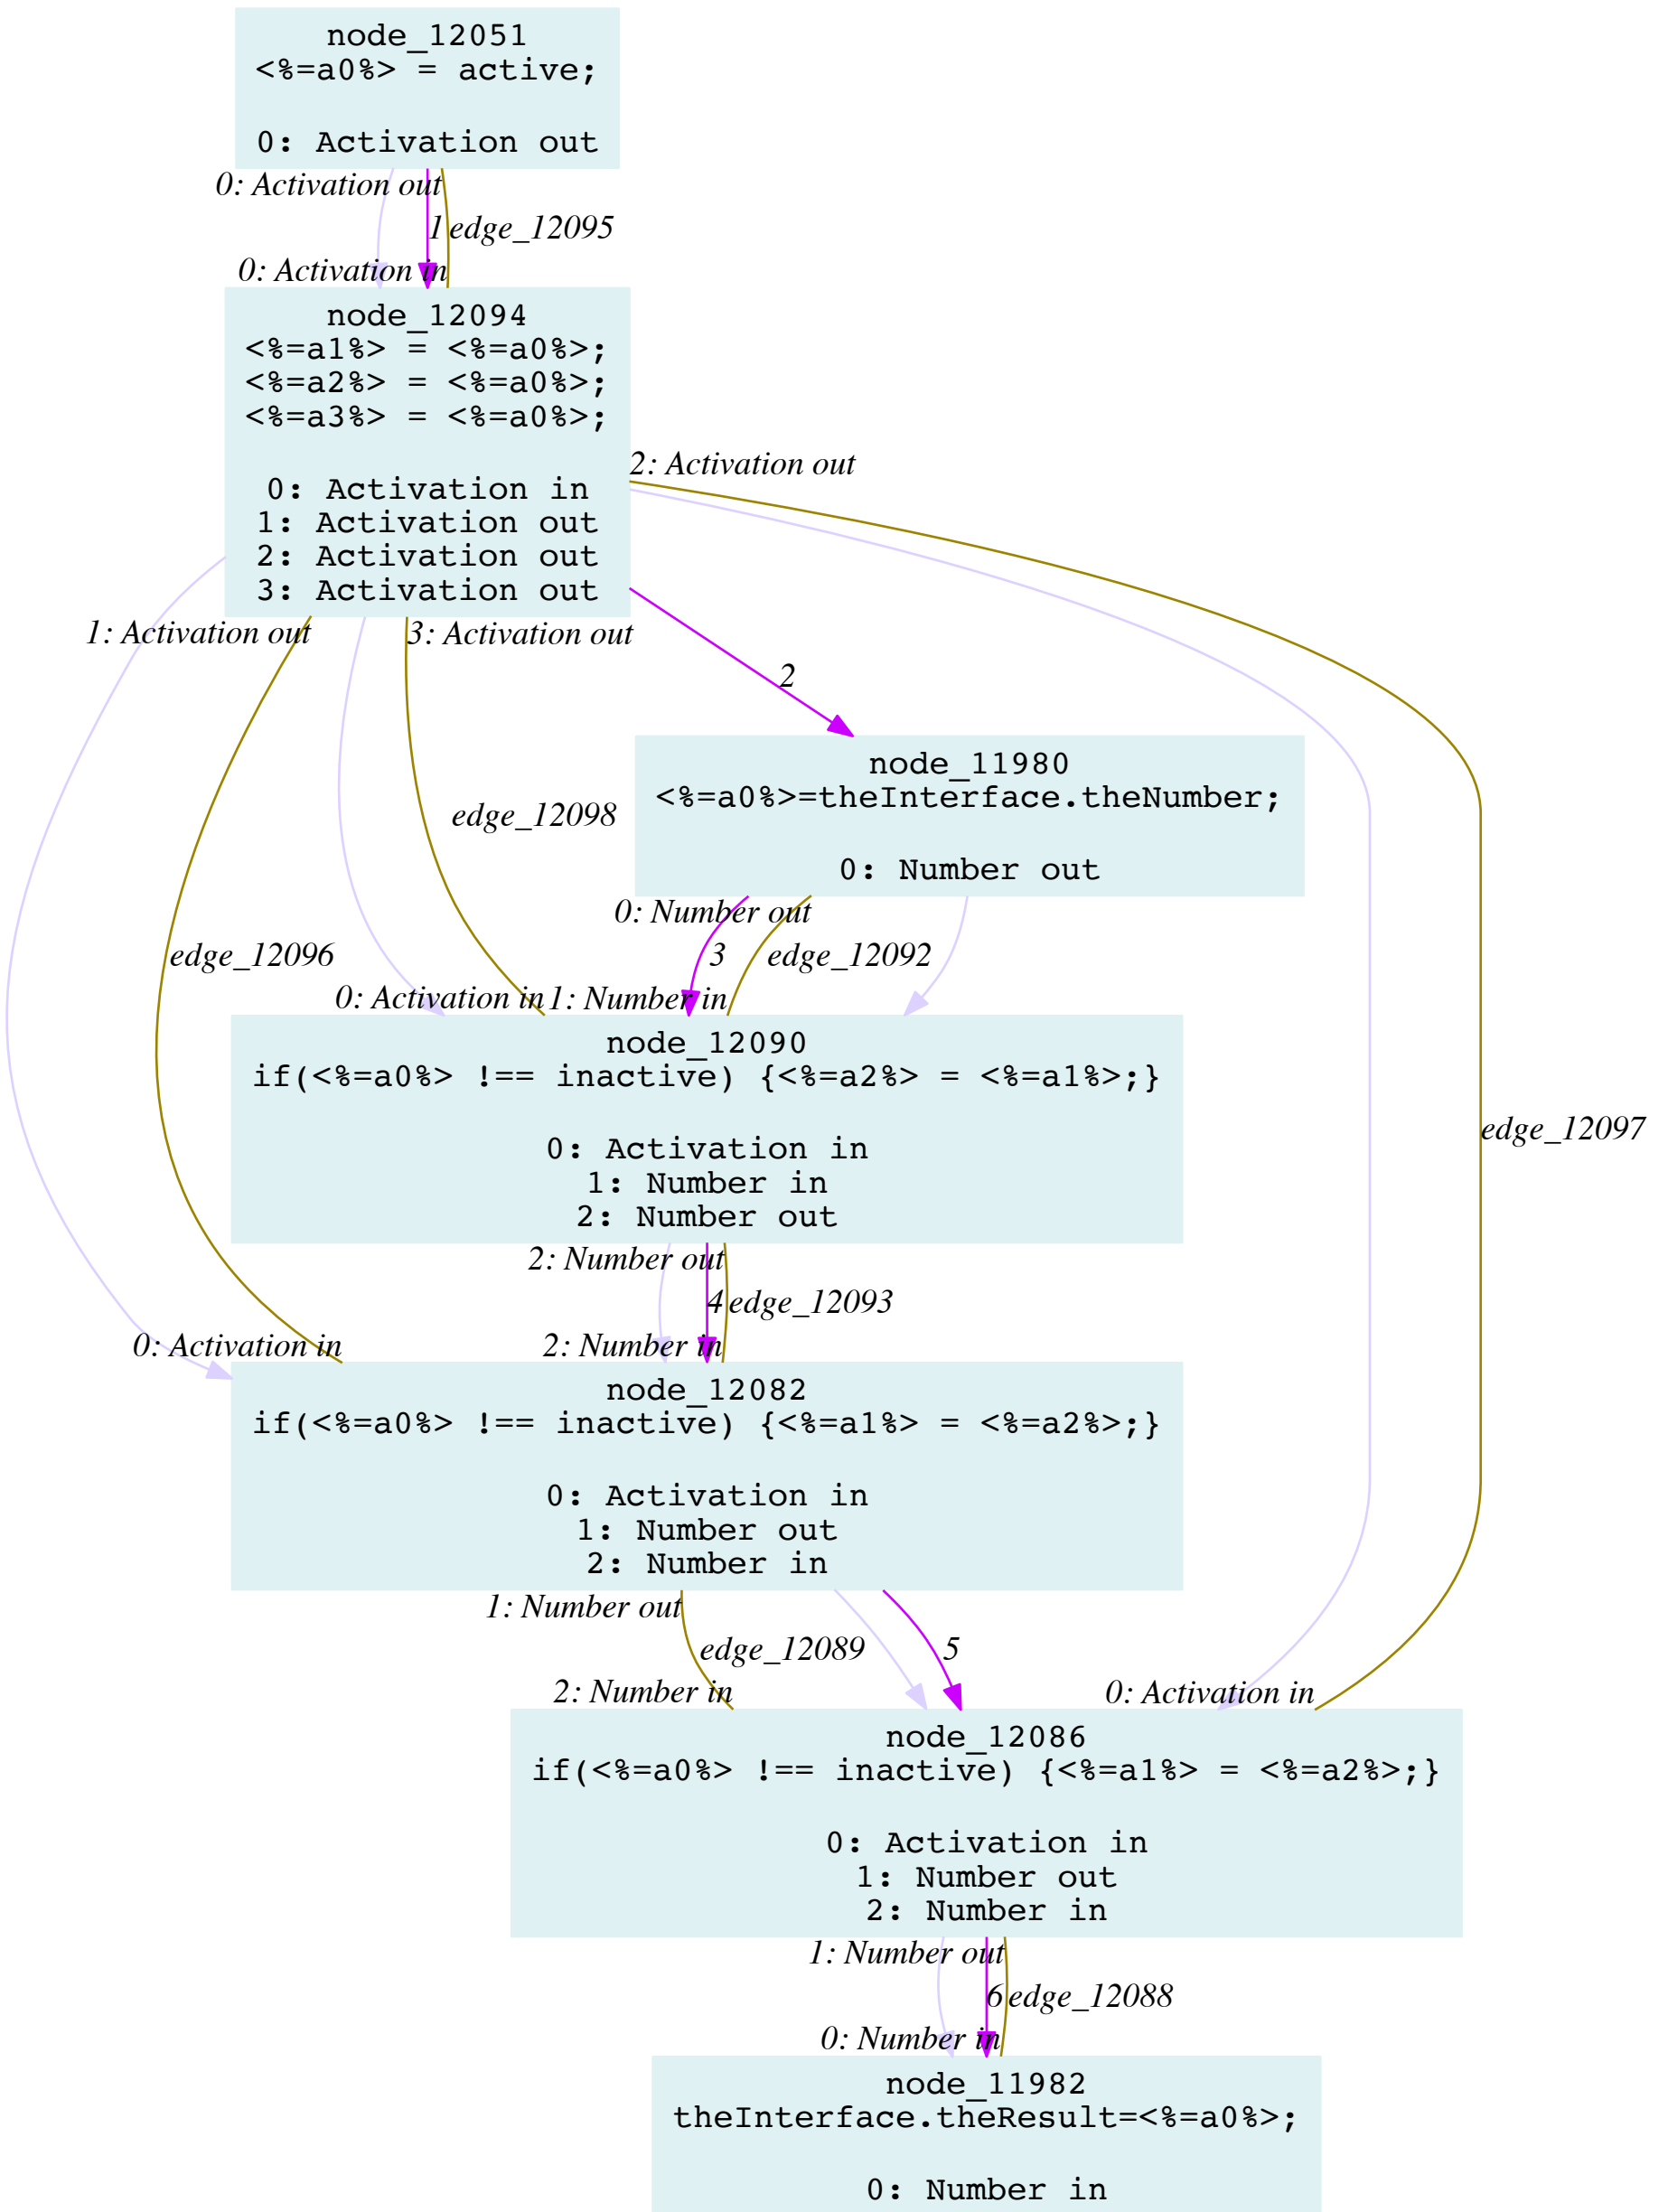 node_12051
<%=a0%> = active;
0: Activation out
0: Activation out
1 edge_12095
0: Activation in
node_12094
<%=a1%> = <%=a0%>;
<%=a2%> = <%=a0%>;
<%=a3%> = <%=a0%>;
2: Activation out
0: Activation in
1: Activation out
2: Activation out
3: Activation out
1: Activation out
3: Activation out
2
node_11980
<%=a0%>=theInterface.theNumber;
edge_12098
0: Number out
0: Number out
edge_12096
3
edge_12092
0: Activation in
1: Number in
node_12090
if(<%=a0%> !== inactive) {<%=a2%> = <%=a1%>;}
edge_12097
0: Activation in
1: Number in
2: Number out
2: Number out
4 edge_12093
0: Activation in
2: Number in
node_12082
if(<%=a0%> !== inactive) {<%=a1%> = <%=a2%>;}
0: Activation in
1: Number out
2: Number in
1: Number out
edge_12089
5
2: Number in
0: Activation in
node_12086
if(<%=a0%> !== inactive) {<%=a1%> = <%=a2%>;}
0: Activation in
1: Number out
2: Number in
1: Number out
6 edge_12088
0: Number in
node_11982
theInterface.theResult=<%=a0%>;
0: Number in